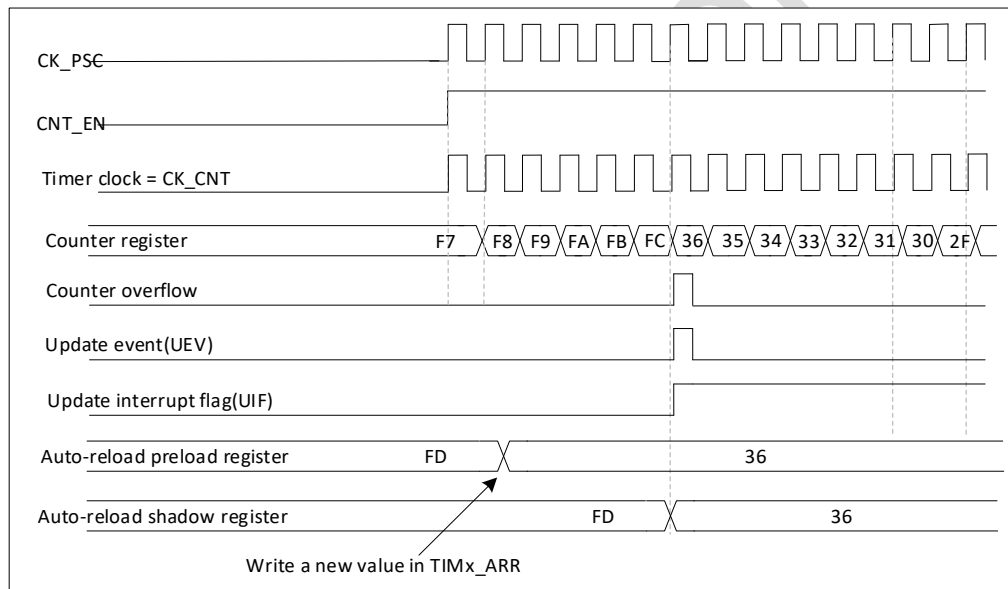 CK_PSC
CNT_EN
Timer clock = CK_CNT
Counter register F7 F8 F9 FA FB FC 36 35 34 33 32 31 30 2F
Counter overflow
Update event(UEV)
Update interrupt flag(UIF)
Auto-reload preload register FD 36
Auto-reload shadow register FD 36
Write a new value in TIMx_ARR